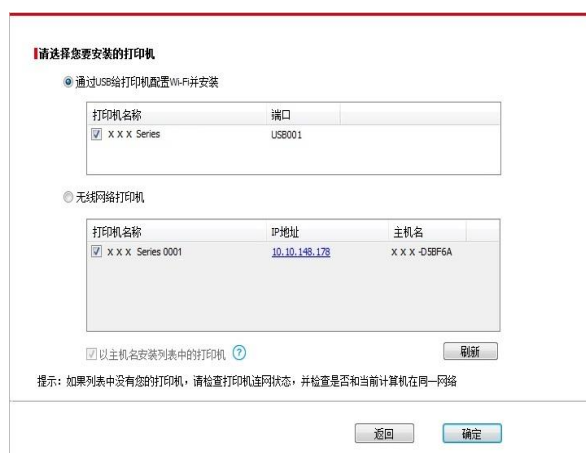 请选择您要安装的打印机
通过USB给打印机配置Wi-Fi并安装
打印机名称 端口
X X X Series USB001
无线网络打印机
打印机名称 IP地址 主机名
X X X Series 0001 10.10.148.178 X X X -D5BF6A
以主机名安装列表中的打印机 ? 刷新
提示：如果列表中没有您的打印机，请检查打印机连网状态，并检查是否和当前计算机在同一网络
返回 确定